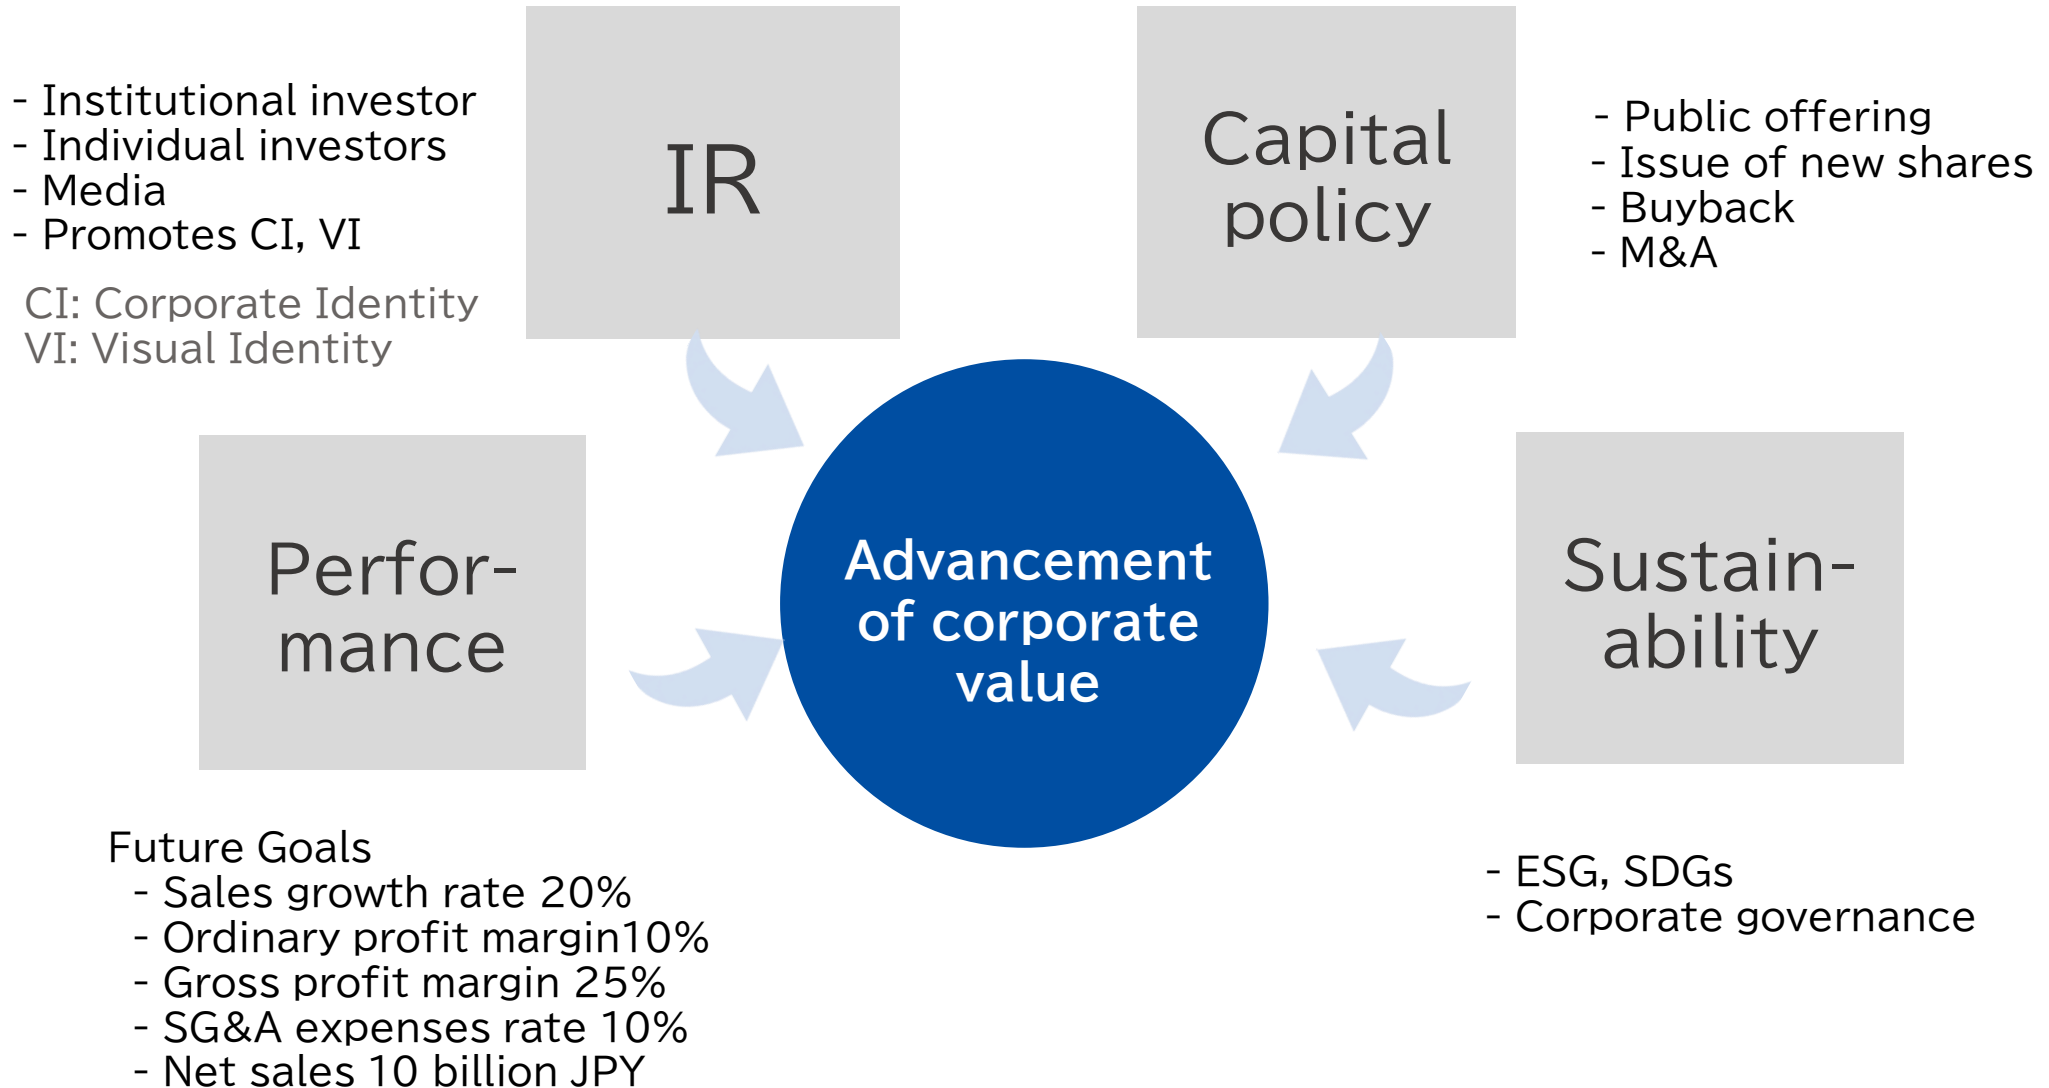 - Institutional investor
- Individual investors
- Media
- Promotes CI, VI
CI: Corporate Identity
VI: Visual Identity
IR
Capital
policy
- Public offering
- Issue of new shares
- Buyback
- M&A
Perfor-
mance
Advancement
of corporate
value
Sustain-
ability
Future Goals
- Sales growth rate 20%
- Ordinary profit margin10%
- Gross profit margin 25%
- SG&A expenses rate 10%
- Net sales 10 billion JPY
- ESG, SDGs
- Corporate governance